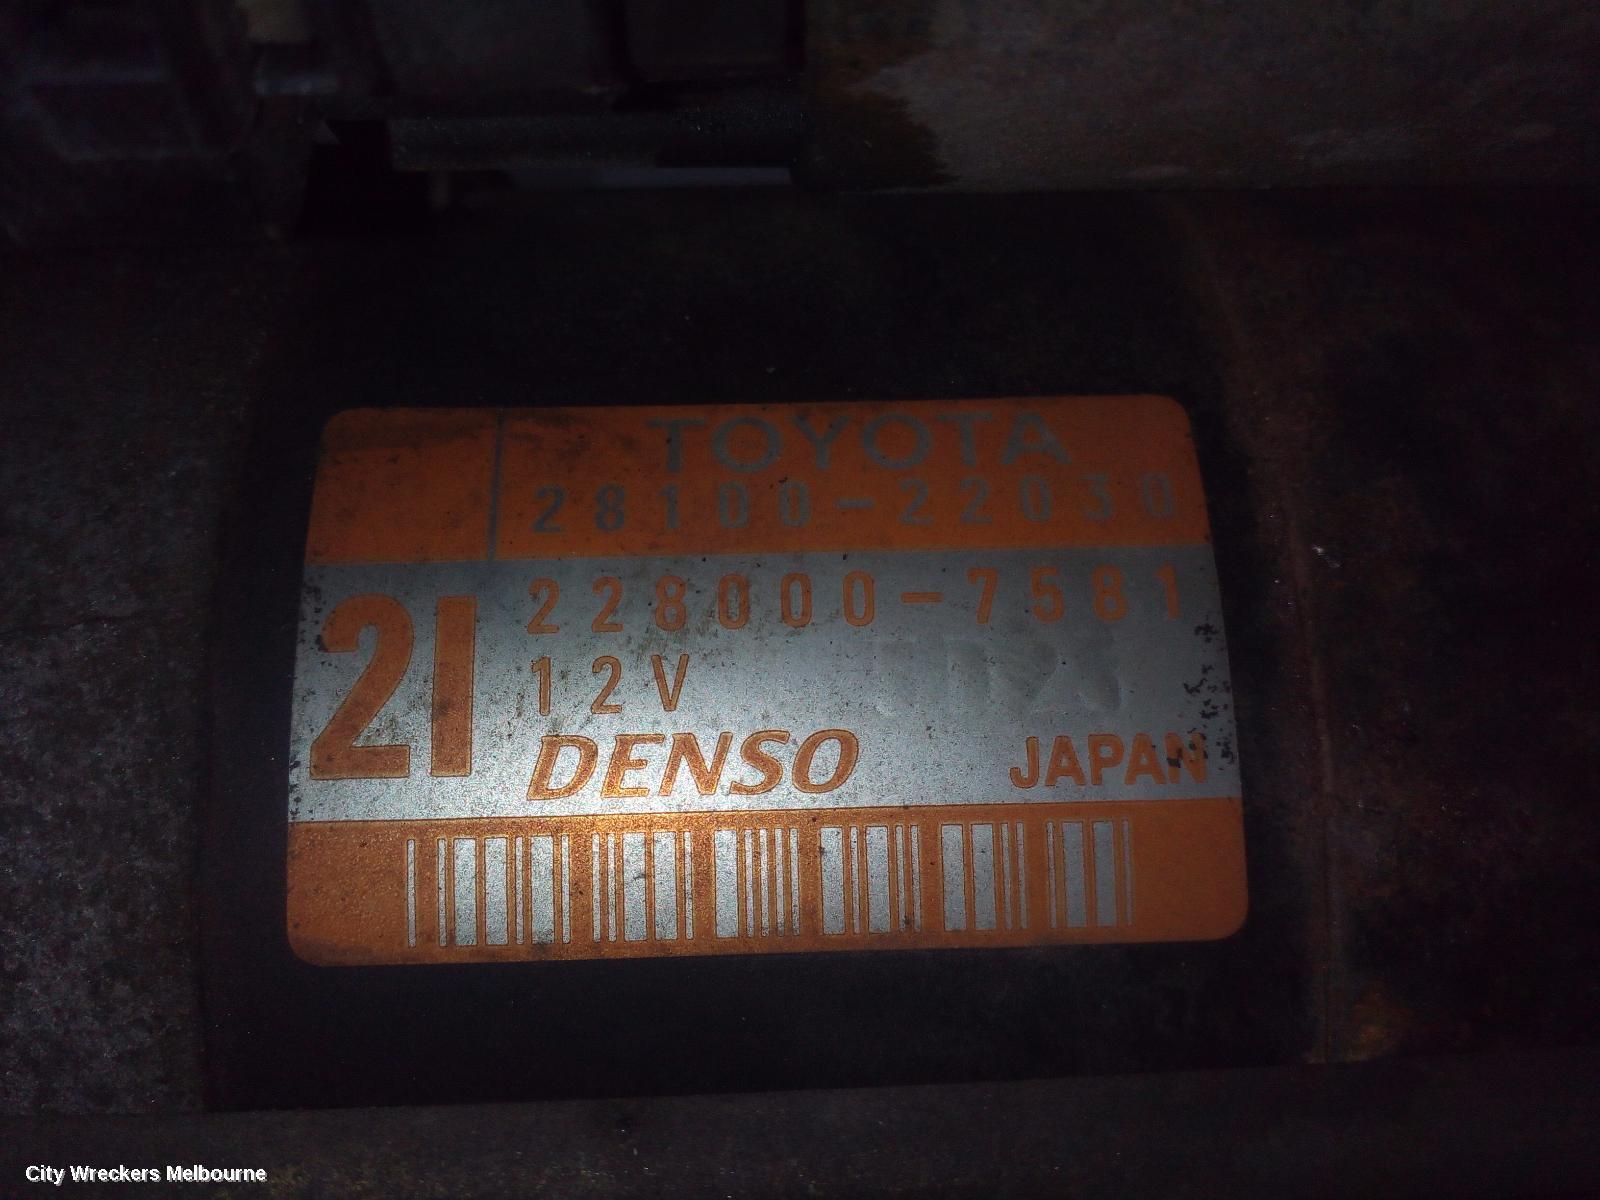 TOYOTA
28100-22030
21
228000-7581
12V
DENSO JAPAN
City Wreckers Melbourne